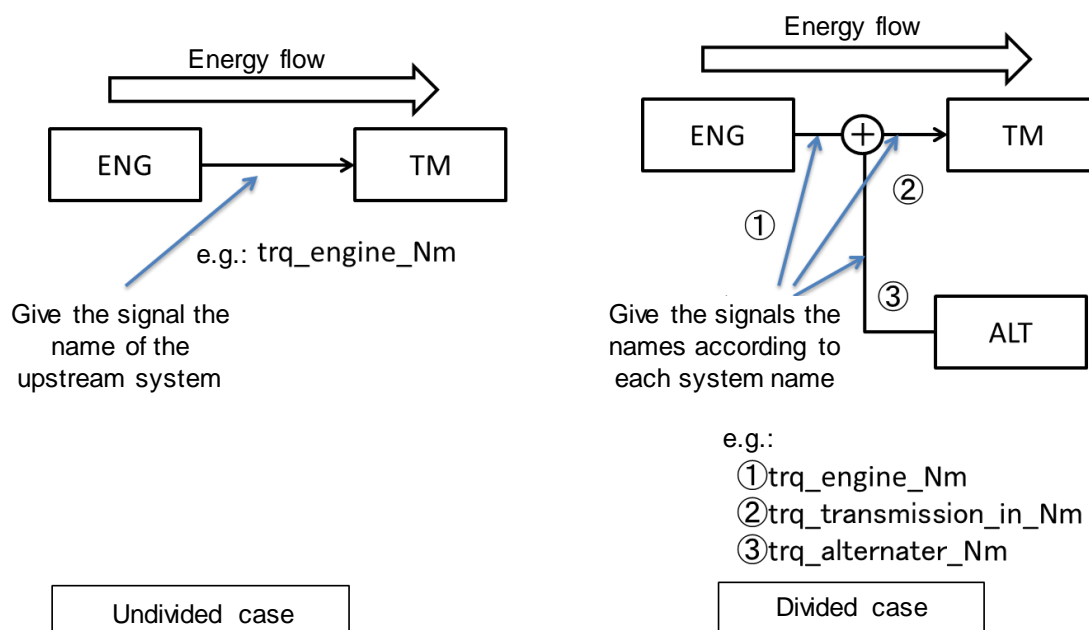 Energy flow
ENG
TM
e.g.: trq_engine_Nm
Give the signal the
name of the
upstream system
Undivided case
Energy flow
ENG
+
TM
①
②
③
ALT
Give the signals the
names according to
each system name
e.g.:
①trq_engine_Nm
②trq_transmission_in_Nm
③trq_alternater_Nm
Divided case